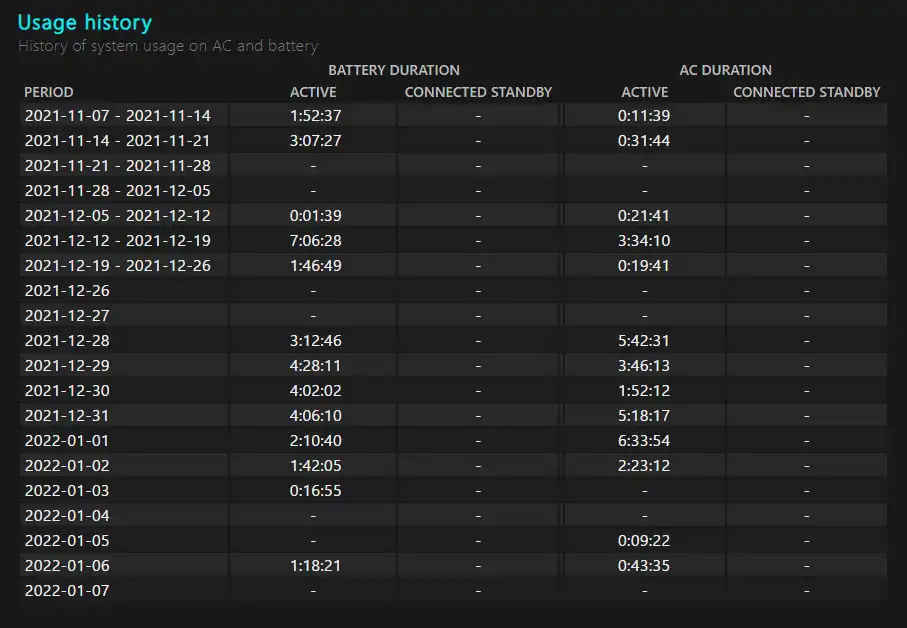 Usage history
History of system usage on AC and battery
BATTERY DURATION AC DURATION
PERIOD ACTIVE CONNECTED STANDBY ACTIVE CONNECTED STANDBY
2021-11-07 - 2021-11-14 1:52:37 - 0:11:39 -
2021-11-14 - 2021-11-21 3:07:27 - 0:31:44 -
2021-11-21 - 2021-11-28 - - - -
2021-11-28 - 2021-12-05 - - - -
2021-12-05 - 2021-12-12 0:01:39 - 0:21:41 -
2021-12-12 - 2021-12-19 7:06:28 - 3:34:10 -
2021-12-19 - 2021-12-26 1:46:49 - 0:19:41 -
2021-12-26 - - - -
2021-12-27 - - - -
2021-12-28 3:12:46 - 5:42:31 -
2021-12-29 4:28:11 - 3:46:13 -
2021-12-30 4:02:02 - 1:52:12 -
2021-12-31 4:06:10 - 5:18:17 -
2022-01-01 2:10:40 - 6:33:54 -
2022-01-02 1:42:05 - 2:23:12 -
2022-01-03 0:16:55 - - -
2022-01-04 - - - -
2022-01-05 - - 0:09:22 -
2022-01-06 1:18:21 - 0:43:35 -
2022-01-07 - - - -